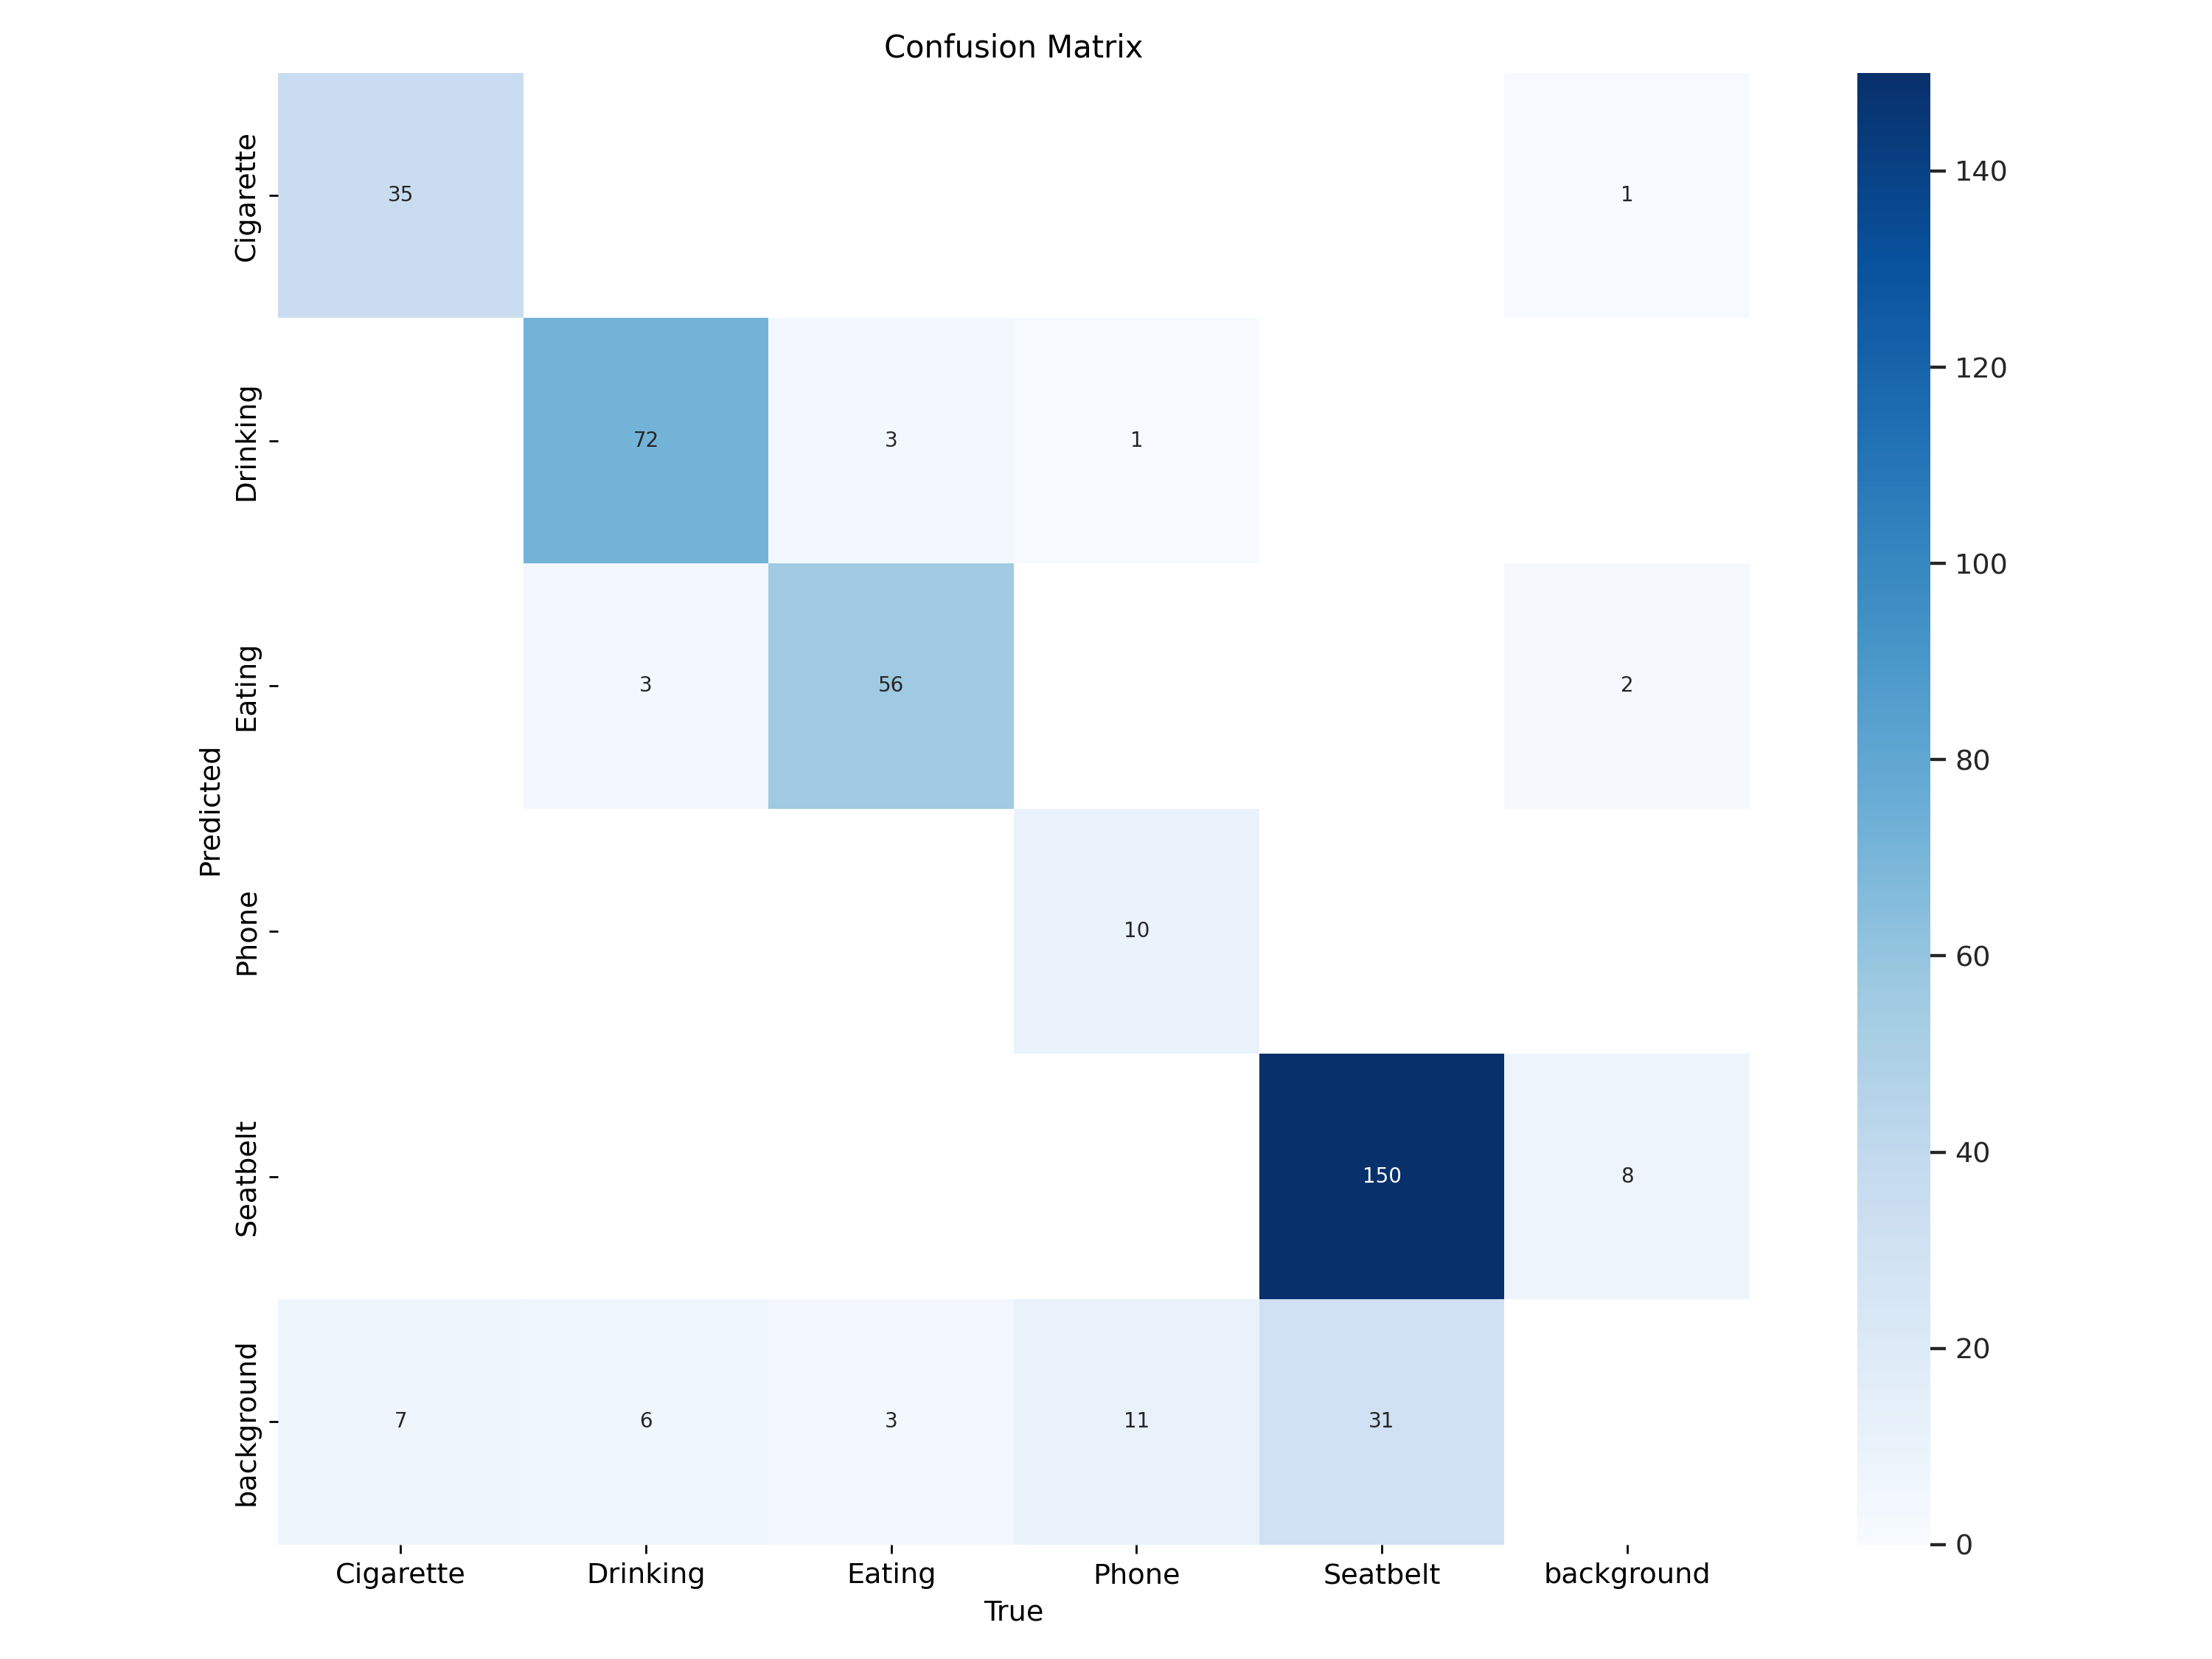 Confusion Matrix
Cigarette
35
1
140
120
Drinking
72
3
1
100
Eating
3
56
2
80
Predicted
Phone
10
60
Seatbelt
150
8
40
background
7
6
3
11
31
20
0
Cigarette
Drinking
Eating
Phone
Seatbelt
background
True